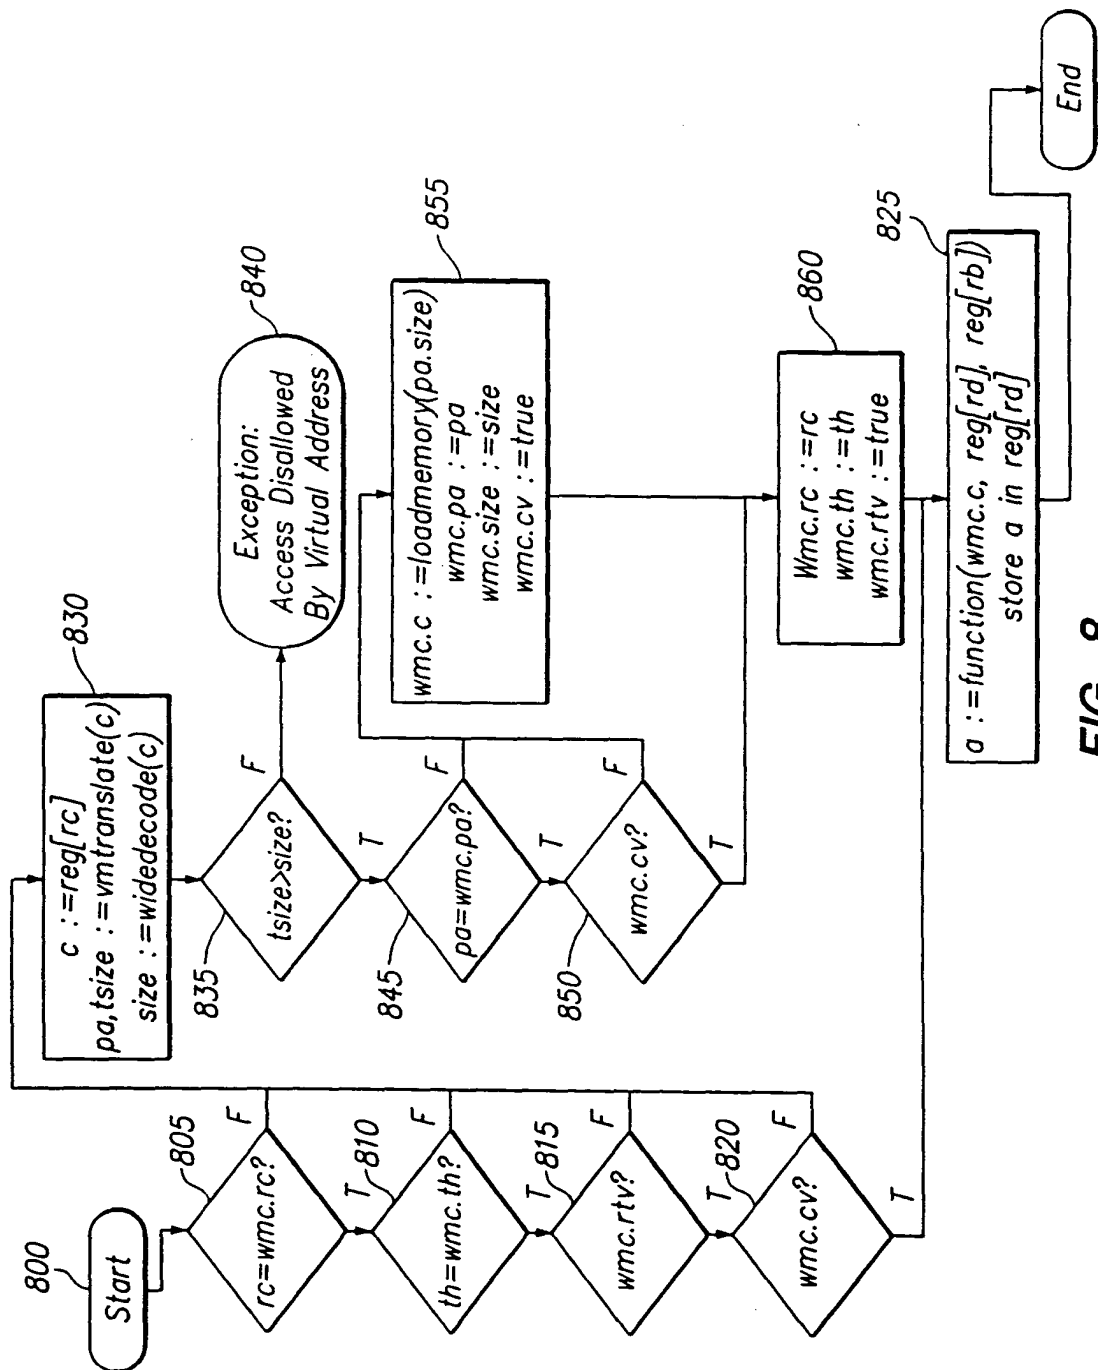 800
Start
805
rc=wmc.rc?
F
T
810
th=wmc.th?
F
T
815
wmc.rtv?
F
T
820
wmc.cv?
F
T
830
c :=reg[rc]
pa,tsize :=vmtranslate(c)
size :=widedecode(c)
835
tsize>size?
F
T
840
Exception:
Access Disallowed
By Virtual Address
845
pa=wmc.pa?
F
T
850
wmc.cv?
F
T
855
wmc.c :=loadmemory(pa.size)
wmc.pa :=pa
wmc.size :=size
wmc.cv :=true
860
Wmc.rc :=rc
wmc.th :=th
wmc.rtv :=true
825
a :=function(wmc.c, reg[rd], reg[rb])
store a in reg[rd]
End
FIG. 8